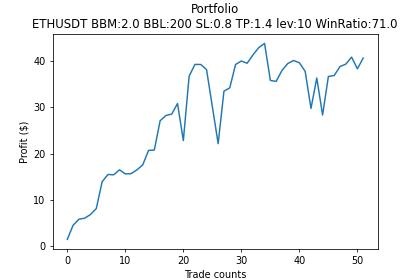 Portfolio
ETHUSDT BBM:2.0 BBL:200 SL:0.8 TP:1.4 lev:10 WinRatio:71.0
40
30
20
10
0
Profit ($)
0 10 20 30 40 50
Trade counts